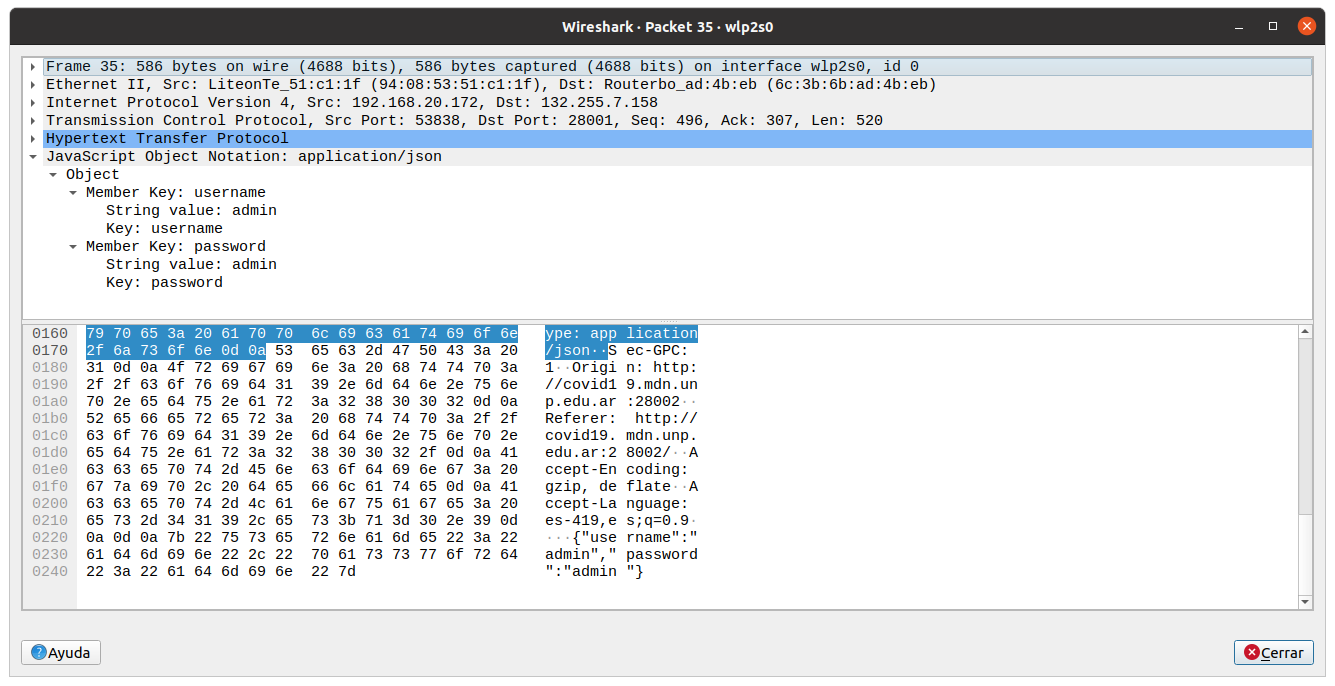 Wireshark · Packet 35 · wlp2s0
Frame 35: 586 bytes on wire (4688 bits), 586 bytes captured (4688 bits) on interface wlp2s0, id 0
Ethernet II, Src: LiteonTe_51:c1:1f (94:08:53:51:c1:1f), Dst: Routerbo_ad:4b:eb (6c:3b:6b:ad:4b:eb)
Internet Protocol Version 4, Src: 192.168.20.172, Dst: 132.255.7.158
Transmission Control Protocol, Src Port: 53838, Dst Port: 28001, Seq: 496, Ack: 307, Len: 520
Hypertext Transfer Protocol
JavaScript Object Notation: application/json
Object
Member Key: username
String value: admin
Key: username
Member Key: password
String value: admin
Key: password
0160 79 70 65 3a 20 61 70 70 6c 69 63 61 74 69 6f 6e ype: app lication
0170 2f 6a 73 6f 6e 0d 0a 53 65 63 2d 47 50 43 3a 20 /json··S ec-GPC:
0180 31 0d 0a 4f 72 69 67 69 6e 3a 20 68 74 74 70 3a 1··Origi n: http:
0190 2f 2f 63 6f 76 69 64 31 39 2e 6d 64 6e 2e 75 6e //covid1 9.mdn.un
01a0 70 2e 65 64 75 2e 61 72 3a 32 38 30 30 32 0d 0a p.edu.ar :28002··
01b0 52 65 66 65 72 65 72 3a 20 68 74 74 70 3a 2f 2f Referer: http://
01c0 63 6f 76 69 64 31 39 2e 6d 64 6e 2e 75 6e 70 2e covid19. mdn.unp.
01d0 65 64 75 2e 61 72 3a 32 38 30 30 32 2f 0d 0a 41 edu.ar:2 8002/··A
01e0 63 63 65 70 74 2d 45 6e 63 6f 64 69 6e 67 3a 20 ccept-En coding:
01f0 67 7a 69 70 2c 20 64 65 66 6c 61 74 65 0d 0a 41 gzip, de flate··A
0200 63 63 65 70 74 2d 4c 61 6e 67 75 61 67 65 3a 20 ccept-La nguage:
0210 65 73 2d 34 31 39 2c 65 73 3b 71 3d 30 2e 39 0d es-419,e s;q=0.9·
0220 0a 0d 0a 7b 22 75 73 65 72 6e 61 6d 65 22 3a 22 ···{"use rname":"
0230 61 64 6d 69 6e 22 2c 22 70 61 73 73 77 6f 72 64 admin"," password
0240 22 3a 22 61 64 6d 69 6e 22 7d ":"admin "}
Ayuda
Cerrar